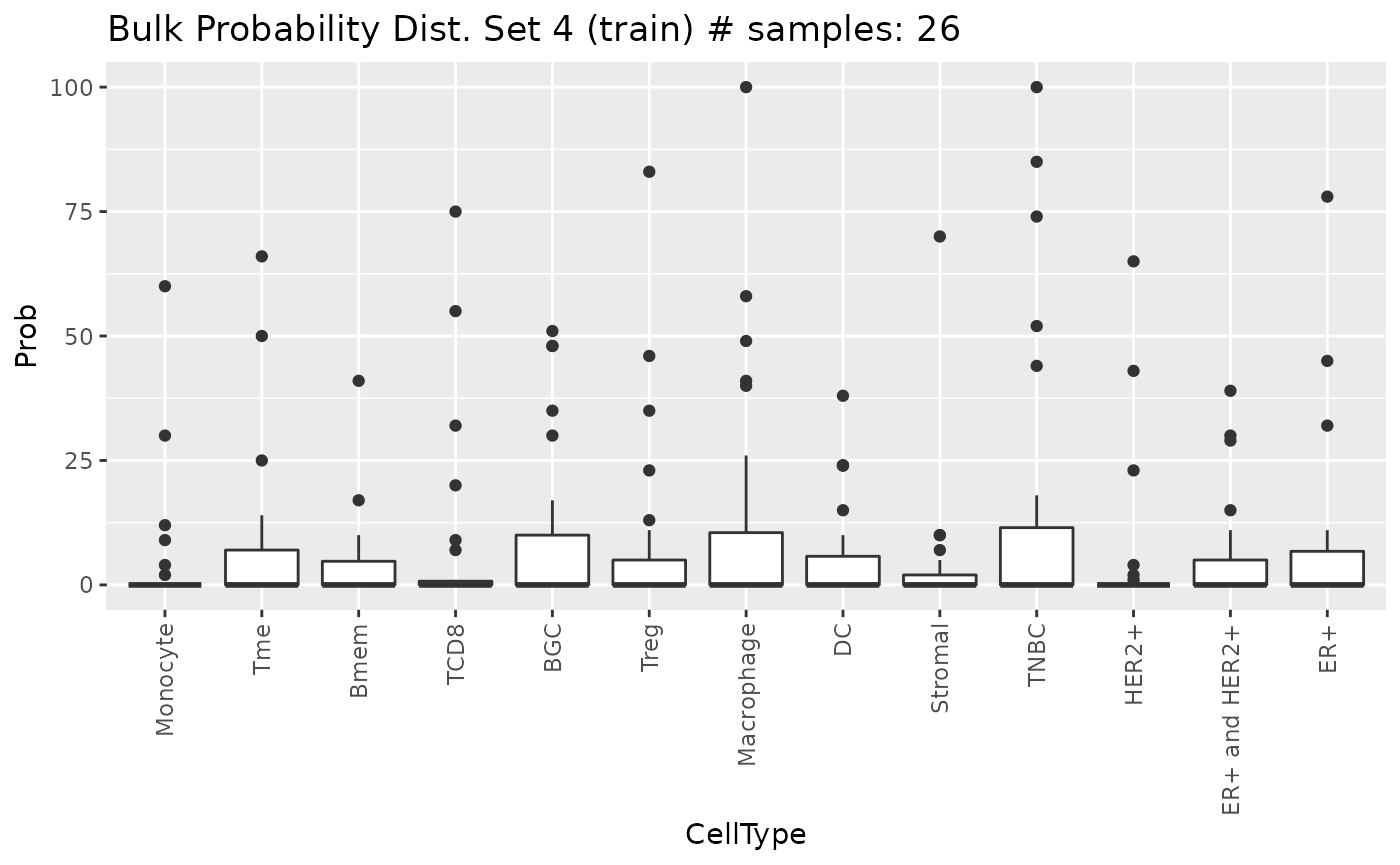 Bulk Probability Dist. Set 4 (train) # samples: 26
Prob
100
75
50
25
0
Monocyte
Tme
Bmem
TCD8
BGC
Treg
Macrophage
DC
Stromal
TNBC
HER2+
ER+ and HER2+
ER+
CellType